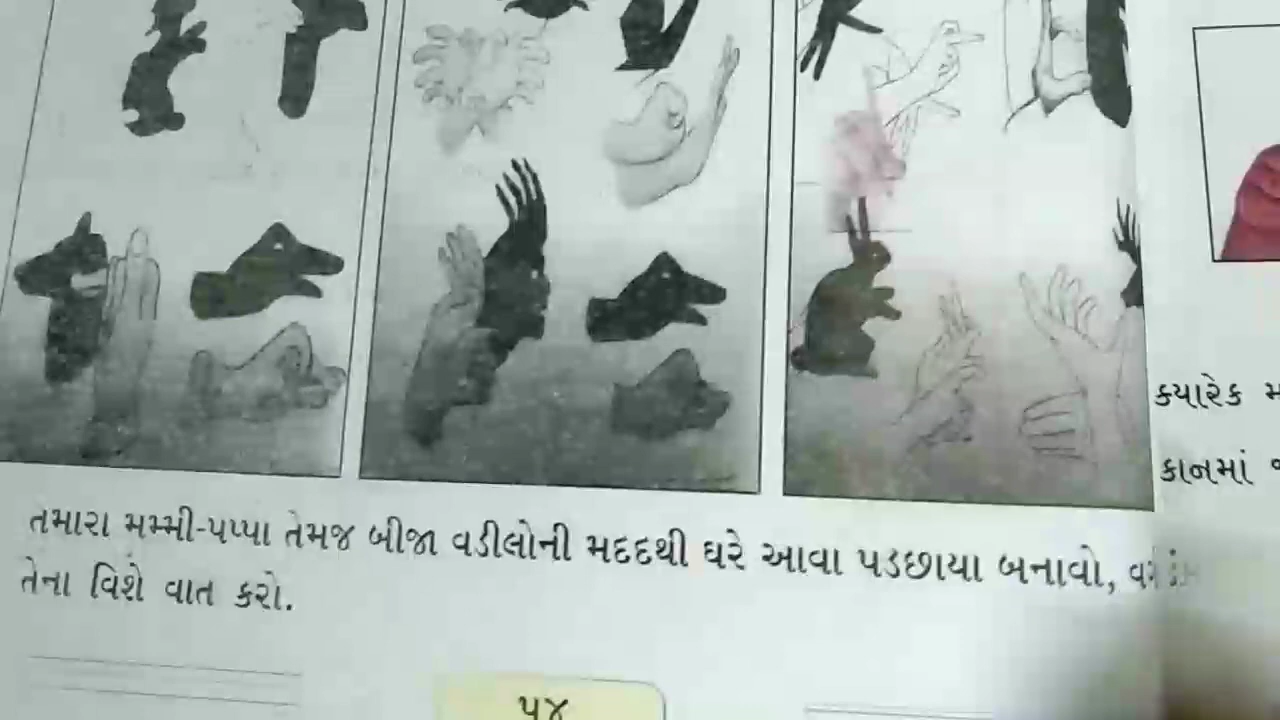 તમારા મમ્મી-પપ્પા તેમજ બીજા વડીલોની મદદથી ઘરે આવા પડછાયા બનાવો,
તેના વિશે વાત કરો.
૫૪
ક્યારેક
કાનમાં